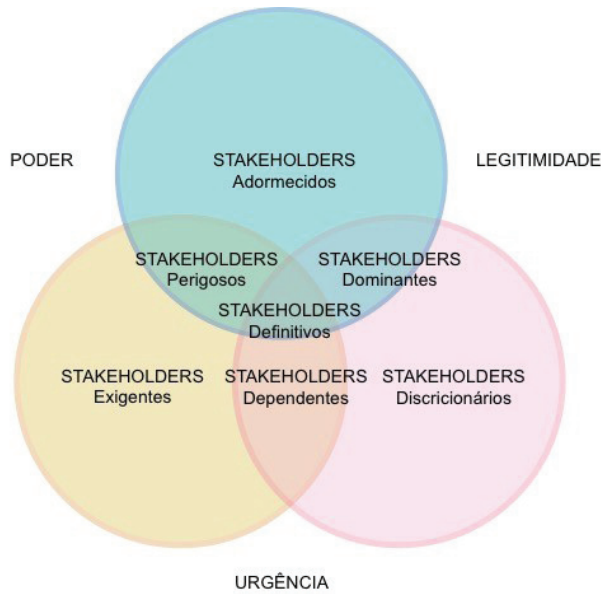 PODER
STAKEHOLDERS
Adormecidos
LEGITIMIDADE
STAKEHOLDERS
Perigosos
STAKEHOLDERS
Dominantes
STAKEHOLDERS
Definitivos
STAKEHOLDERS
Exigentes
STAKEHOLDERS
Dependentes
STAKEHOLDERS
Discricionários
URGÊNCIA